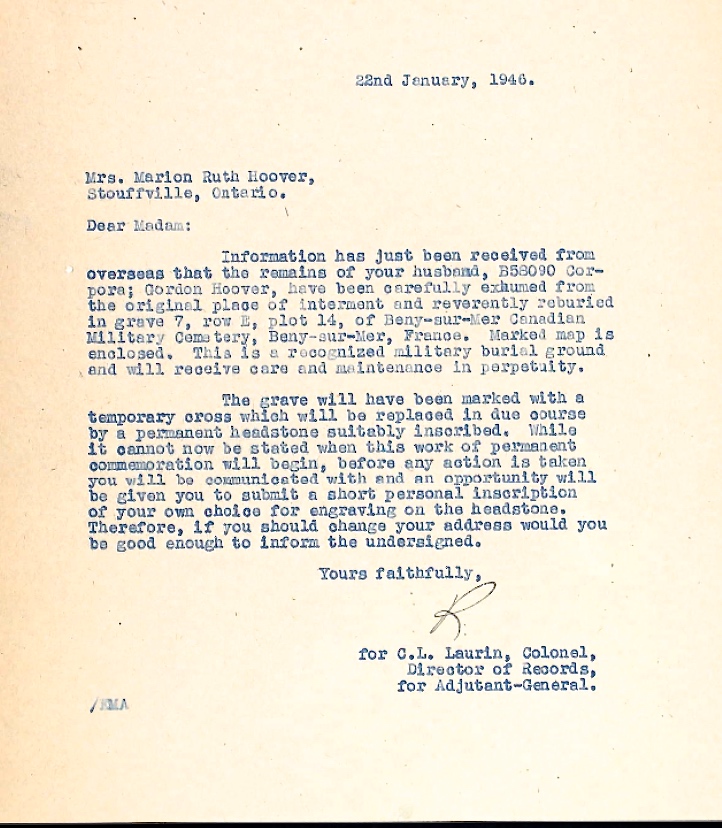 22nd January, 1946.
Mrs. Marion Ruth Hoover,
Stouffville, Ontario.
Dear Madam:
Information has just been received from
overseas that the remains of your husband, B58090 Cor-
pora; Gordon Hoover, have been carefully exhumed from
the original place of interment and reverently reburied
in grave 7, row E, plot 14, of Beny-sur-Mer Canadian
Military Cemetery, Beny-sur-Mer, France. Marked map is
enclosed. This is a recognized military burial ground
and will receive care and maintenance in perpetuity.
The grave will have been marked with a
temporary cross which will be replaced in due course
by a permanent headstone suitably inscribed. While
it cannot now be stated when this work of permanent
commemoration will begin, before any action is taken
you will be communicated with and an opportunity will
be given you to submit a short personal inscription
of your own choice for engraving on the headstone.
Therefore, if you should change your address would you
be good enough to inform the undersigned.
Yours faithfully,
R
for C.L. Laurin, Colonel,
Director of Records,
for Adjutant-General.